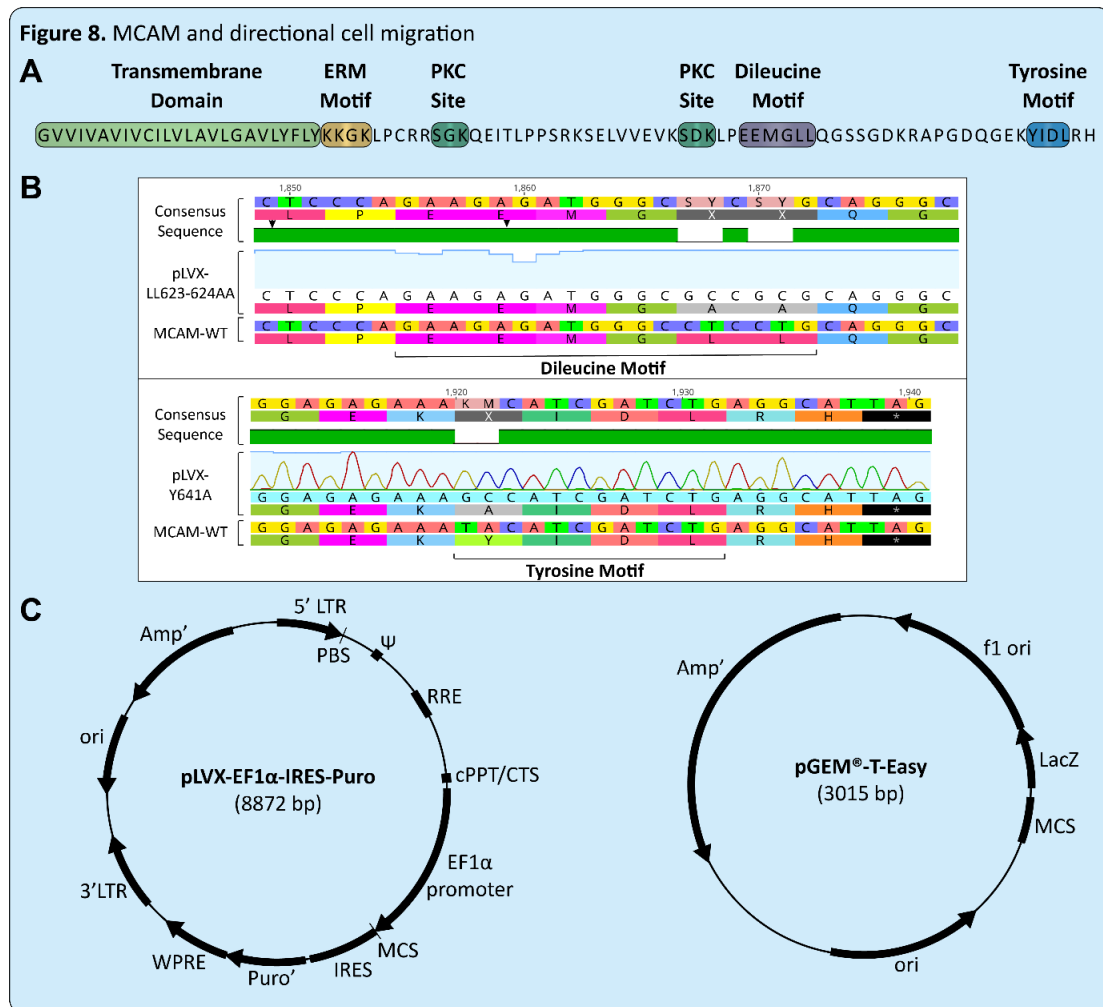 Figure 8. MCAM and directional cell migration
A
Transmembrane Domain
ERM Motif
PKC Site
PKC Site
Dileucine Motif
Tyrosine Motif
GVVIVAVIVCILVLAVLGAVLYFLYKKGKLPCRRSGKQEITLPPSRKSELVVEVKSDKLPEEMGLLQGSSGDKRAPGDQGEKYIDLRH
B
1,850 1,860 1,870
Consensus Sequence
C T C C C A G A A G A G A T G G G C S Y C S Y G C A G G G C
L P E E M G X X Q G
pLVX-LL623-624AA
C T C C C A G A A G A G A T G G G C G C C G C G C A G G G C
L P E E M G A A Q G
MCAM-WT
C T C C C A G A A G A G A T G G G C C T C C T G C A G G G C
L P E E M G L L Q G
Dileucine Motif
1,920 1,930 1,940
Consensus Sequence
G G A G A G A A A K M C A T C G A T C T G A G G C A T T A G
G E K X I D L R H *
pLVX-Y641A
G G A G A G A A A G C C A T C G A T C T G A G G C A T T A G
G E K A I D L R H *
MCAM-WT
G G A G A G A A A T A C A T C G A T C T G A G G C A T T A G
G E K Y I D L R H *
Tyrosine Motif
C
5' LTR
PBS
Ψ
RRE
cPPT/CTS
EF1α promoter
MCS
IRES
Puro'
WPRE
3'LTR
ori
Amp'
pLVX-EF1α-IRES-Puro
(8872 bp)
Amp'
f1 ori
LacZ
MCS
ori
pGEM®-T-Easy
(3015 bp)